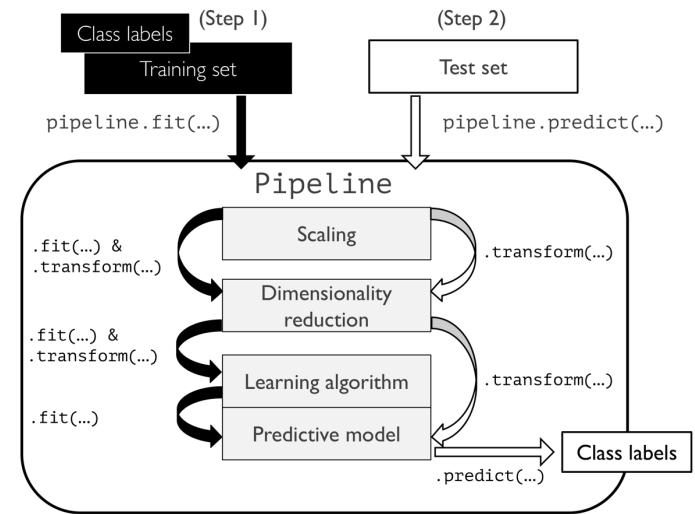 (Step 1)
(Step 2)
Class labels
Training set
Test set
pipeline.fit(…)
pipeline.predict(…)
Pipeline
Scaling
.fit(…) &
.transform(…)
.transform(…)
Dimensionality
reduction
.fit(…) &
.transform(…)
Learning algorithm
.transform(…)
.fit(…)
Predictive model
Class labels
.predict(…)